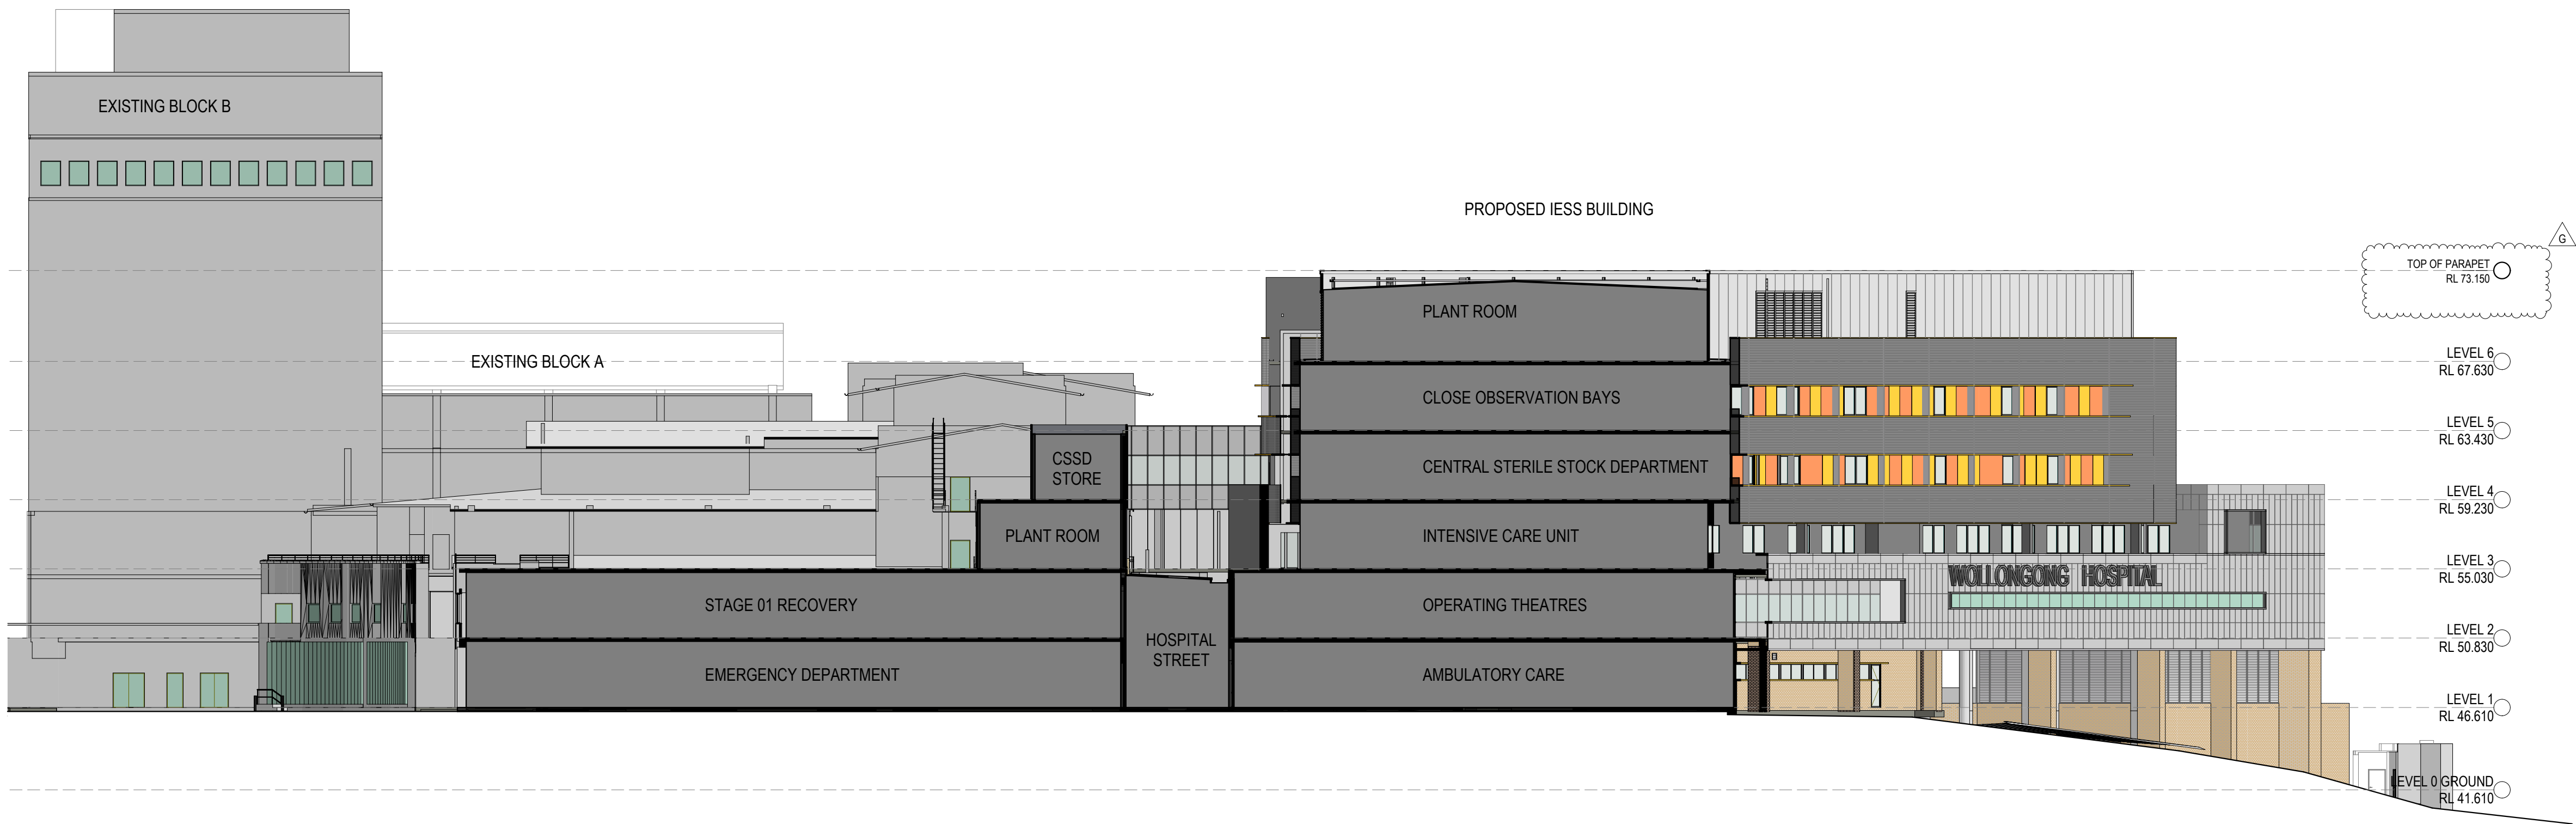 EXISTING BLOCK B
PROPOSED IESS BUILDING
G
TOP OF PARAPET
RL 73.150
PLANT ROOM
EXISTING BLOCK A
LEVEL 6
RL 67.630
CLOSE OBSERVATION BAYS
LEVEL 5
RL 63.430
CSSD
STORE
CENTRAL STERILE STOCK DEPARTMENT
LEVEL 4
RL 59.230
PLANT ROOM
INTENSIVE CARE UNIT
LEVEL 3
RL 55.030
WOLLONGONG HOSPITAL
STAGE 01 RECOVERY
OPERATING THEATRES
HOSPITAL
STREET
LEVEL 2
RL 50.830
EMERGENCY DEPARTMENT
AMBULATORY CARE
LEVEL 1
RL 46.610
LEVEL 0 GROUND
RL 41.610